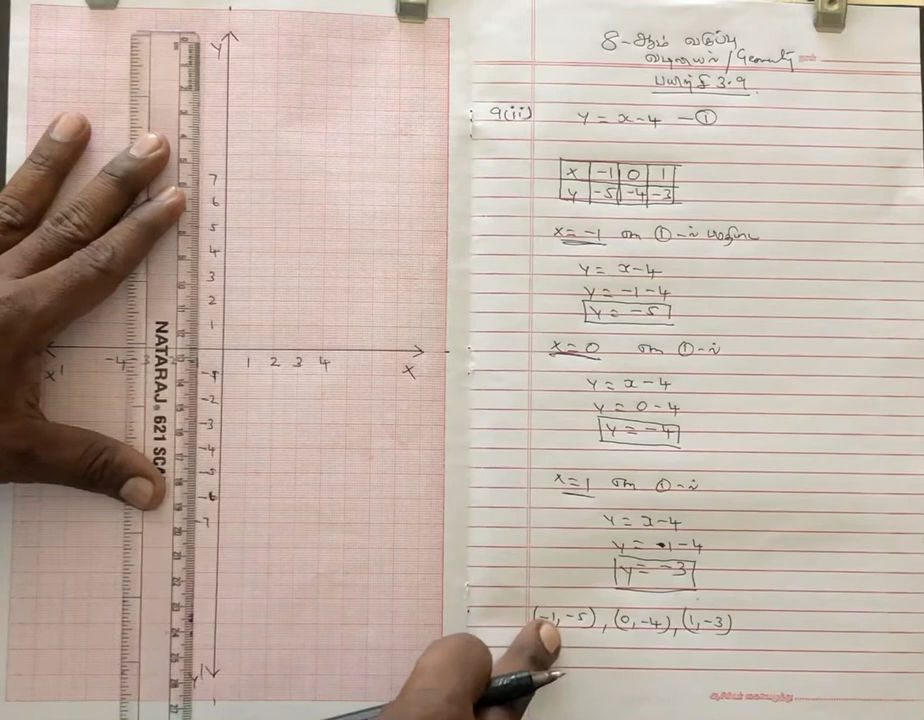 Y
7
6
5
4
3
2
1
X' -4 1 2 3 4 X
-1
-2
-3
-4
-5
-6
-7
NATARAJ 621 SCA
8-ஆம் வகுப்பு
வடிவியல் / Geometry
பயிற்சி 3.9
9(ii) Y = x-4 —①
X -1 0 1
Y -5 -4 -3
x=-1 என ①-ல் பிரதியிட
Y = x-4
Y = -1-4
Y = -5
x=0 என ①-ல்
Y = x-4
Y = 0-4
Y = -4
x=1 என ①-ல்
Y = x-4
Y = 1-4
Y = -3
(-1,-5), (0,-4), (1,-3)